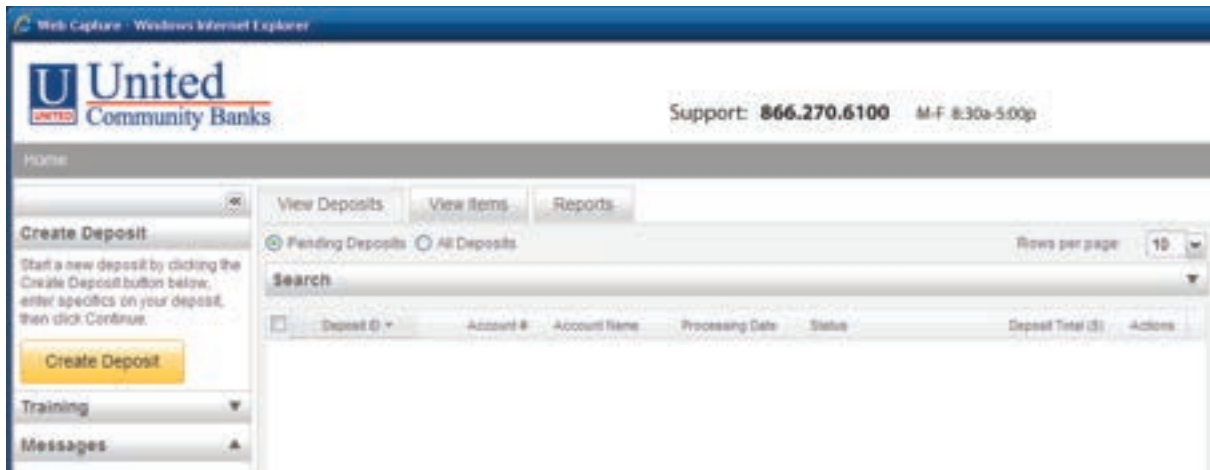 Web Capture - Windows Internet Explorer
U United
UNITED Community Banks
Support: 866.270.6100 M-F 8:30a-5:00p
Home
«
View Deposits View Items Reports
Create Deposit
Pending Deposits All Deposits Rows per page 10
Start a new deposit by clicking the
Create Deposit button below,
enter specifics on your deposit,
then click Continue.
Search
Deposit ID Account # Account Name Processing Date Status Deposit Total ($) Actions
Create Deposit
Training
Messages